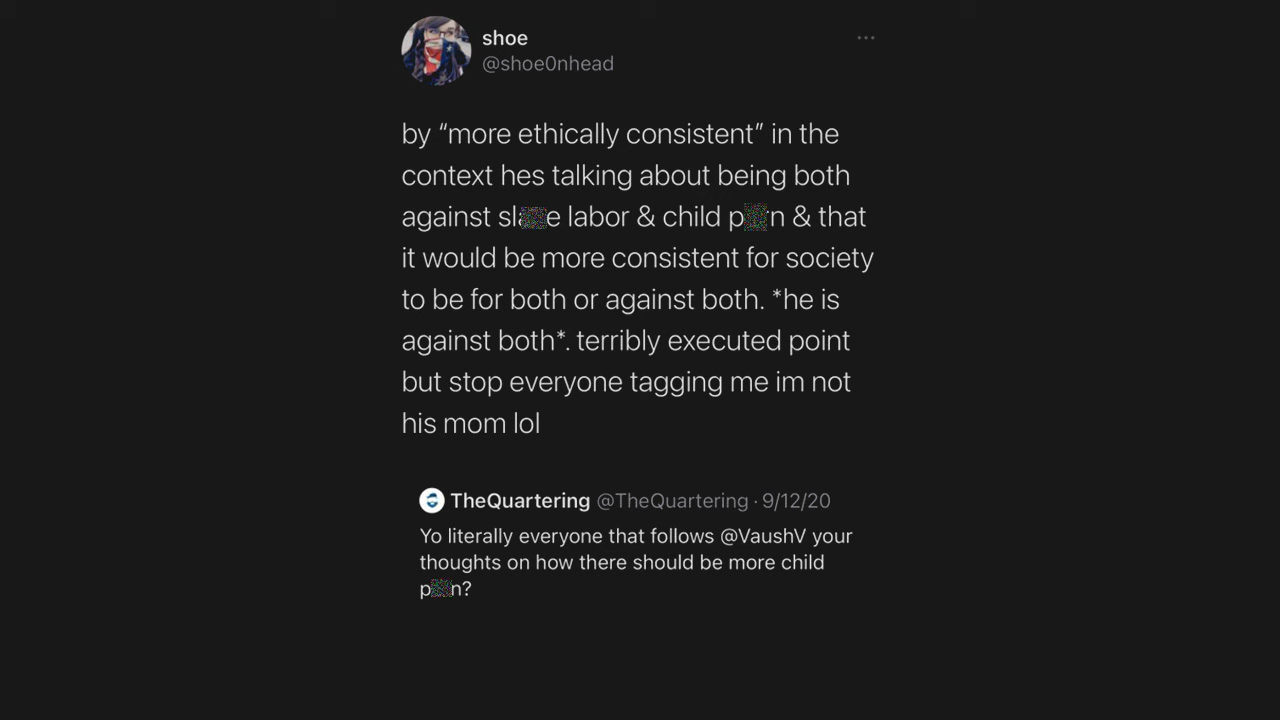 shoe
@shoe0nhead
by “more ethically consistent” in the
context hes talking about being both
against labor & child & that
it would be more consistent for society
to be for both or against both. *he is
against both*. terribly executed point
but stop everyone tagging me im not
his mom lol
TheQuartering @TheQuartering · 9/12/20
Yo literally everyone that follows @VaushV your
thoughts on how there should be more child